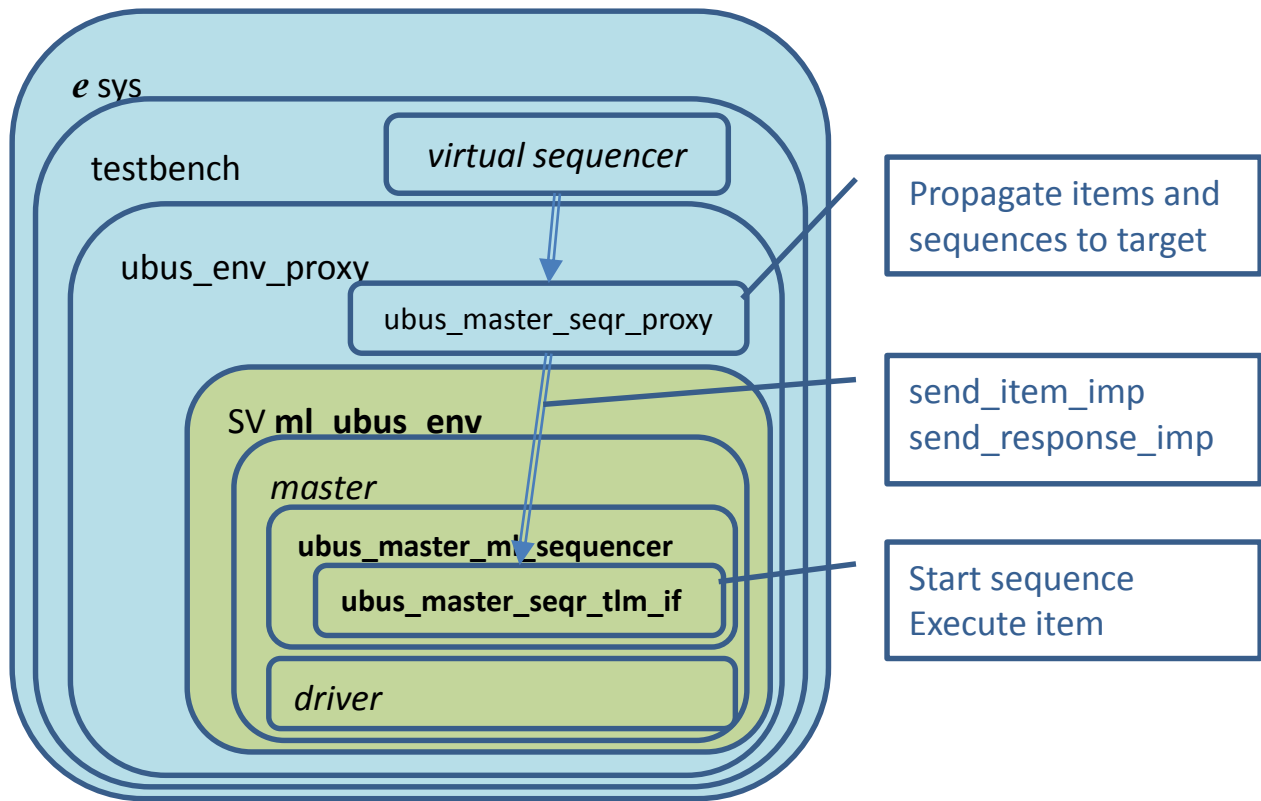 e sys
testbench
virtual sequencer
ubus_env_proxy
ubus_master_seqr_proxy
SV ml_ubus_env
master
ubus_master_ml_sequencer
ubus_master_seqr_tlm_if
driver
Propagate items and
sequences to target
send_item_imp
send_response_imp
Start sequence
Execute item